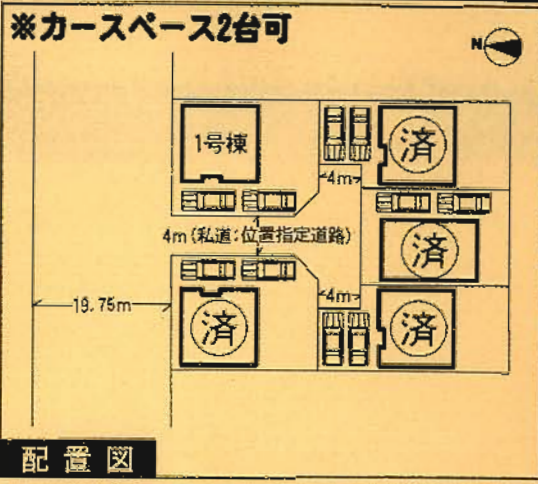 ※カースペース2台可
N
1号棟
済
4m
4m(私道:位置指定道路)
済
19.75m
済
4m
済
配置図